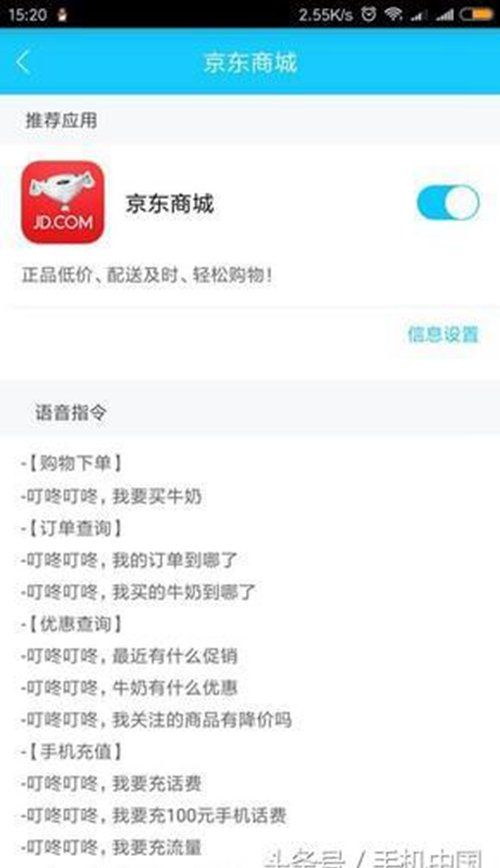 15:20
2.55K/s
京东商城
推荐应用
JD.COM
京东商城
正品低价、配送及时、轻松购物!
信息设置
语音指令
-【购物下单】
-叮咚叮咚,我要买牛奶
-【订单查询】
-叮咚叮咚,我的订单到哪了
-叮咚叮咚,我买的牛奶到哪了
-【优惠查询】
-叮咚叮咚,最近有什么促销
-叮咚叮咚,牛奶有什么优惠
-叮咚叮咚,我关注的商品有降价吗
-【手机充值】
-叮咚叮咚,我要充话费
-叮咚叮咚,我要充100元手机话费
-叮咚叮咚,我要充流量
头条号 / 手机中国